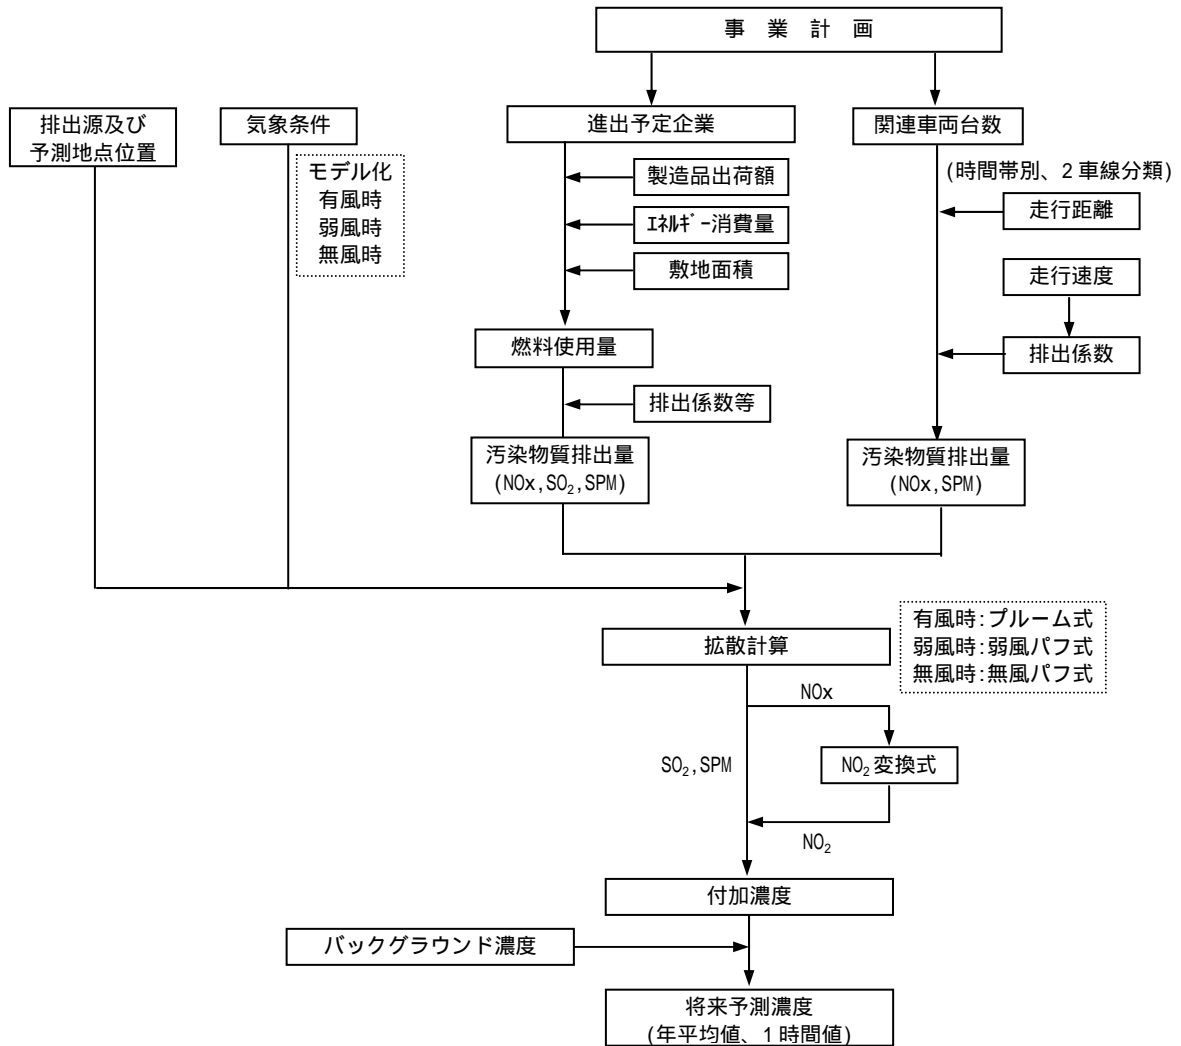 事 業 計 画
排出源及び
予測地点位置
気象条件
モデル化
有風時
弱風時
無風時
進出予定企業
製造品出荷額
エネルギー消費量
敷地面積
燃料使用量
排出係数等
汚染物質排出量
(NOx,SO₂,SPM)
関連車両台数
(時間帯別、2車線分類)
走行距離
走行速度
排出係数
汚染物質排出量
(NOx,SPM)
拡散計算
有風時:プルーム式
弱風時:弱風パフ式
無風時:無風パフ式
NOx
SO₂,SPM
NO₂変換式
NO₂
付加濃度
バックグラウンド濃度
将来予測濃度
(年平均値、1時間値)